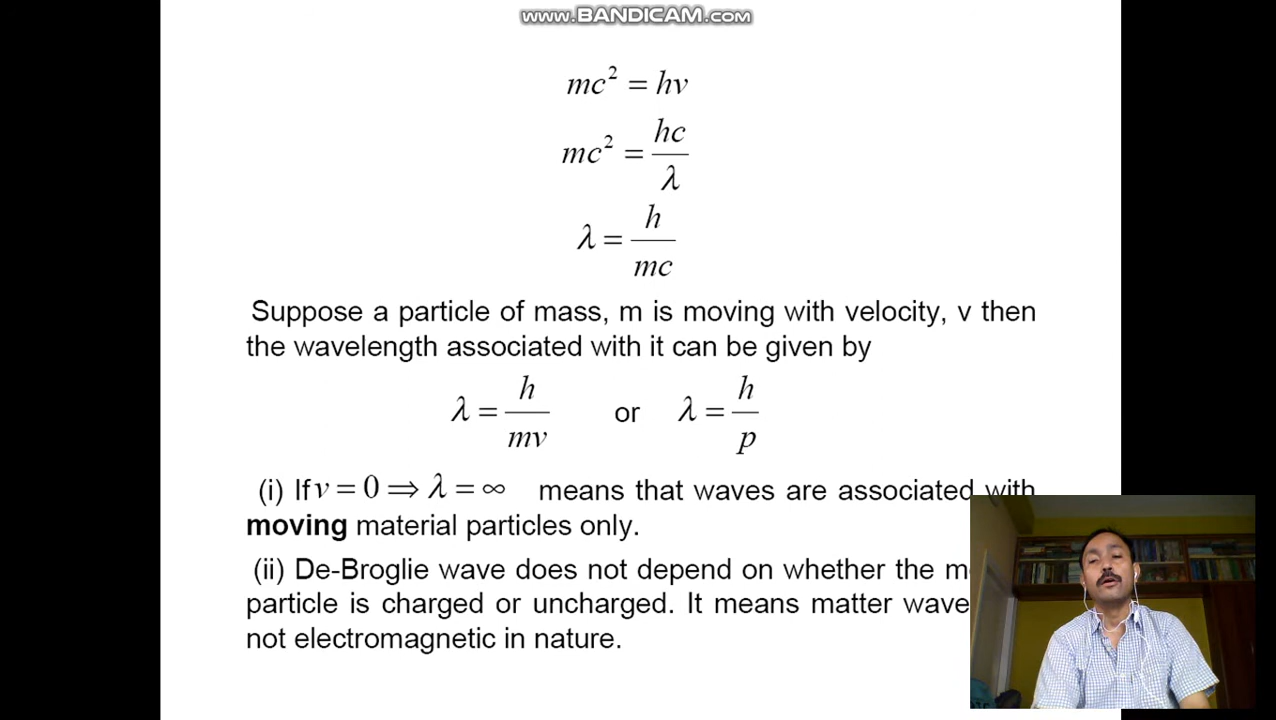 www.BANDICAM.com
mc² = hν
mc² = hc/λ
λ = h/mc
Suppose a particle of mass, m is moving with velocity, v then
the wavelength associated with it can be given by
λ = h/mv or λ = h/p
(i) If v = 0 ⟹ λ = ∞ means that waves are associated with
moving material particles only.
(ii) De-Broglie wave does not depend on whether the
particle is charged or uncharged. It means matter wave
not electromagnetic in nature.